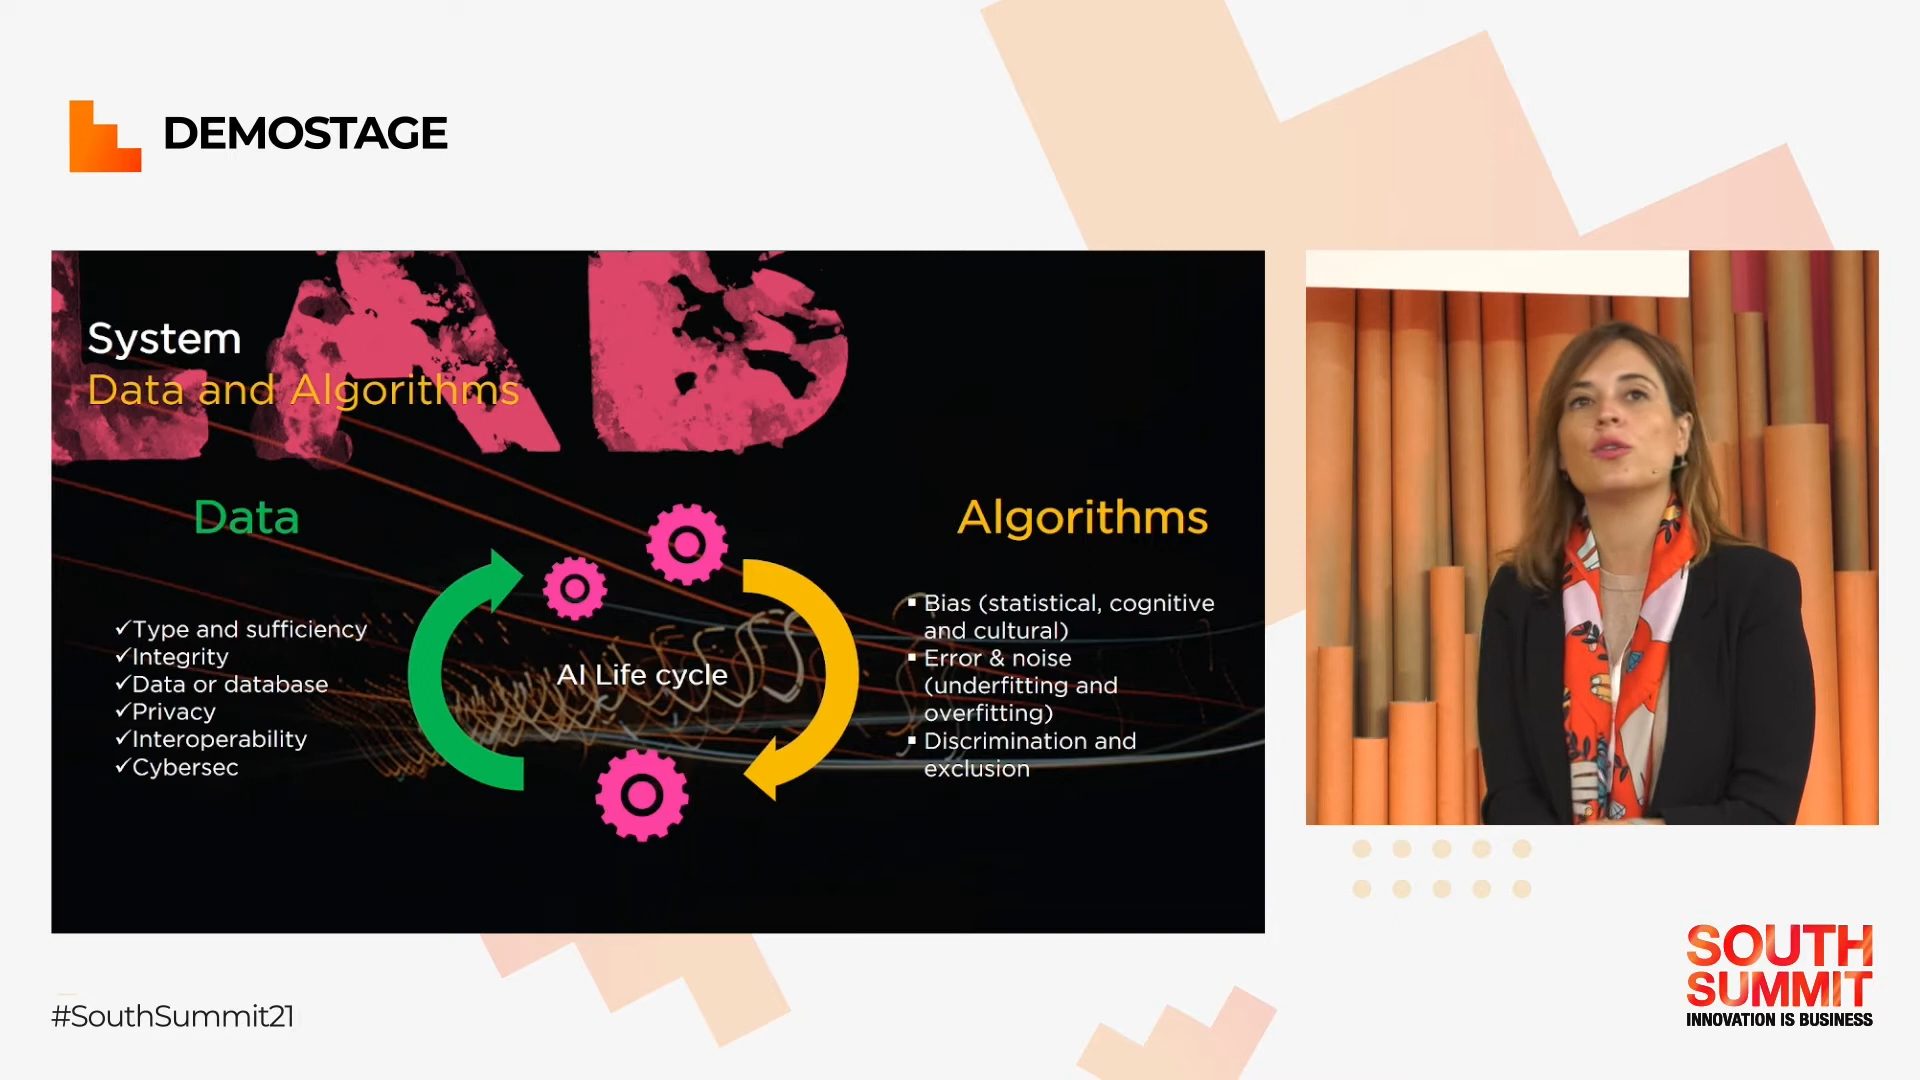 DEMOSTAGE
LAB
System
Data and Algorithms
Data
✓Type and sufficiency
✓Integrity
✓Data or database
✓Privacy
✓Interoperability
✓Cybersec
AI Life cycle
Algorithms
▪ Bias (statistical, cognitive
and cultural)
▪ Error & noise
(underfitting and
overfitting)
▪ Discrimination and
exclusion
#SouthSummit21
SOUTH
SUMMIT
INNOVATION IS BUSINESS